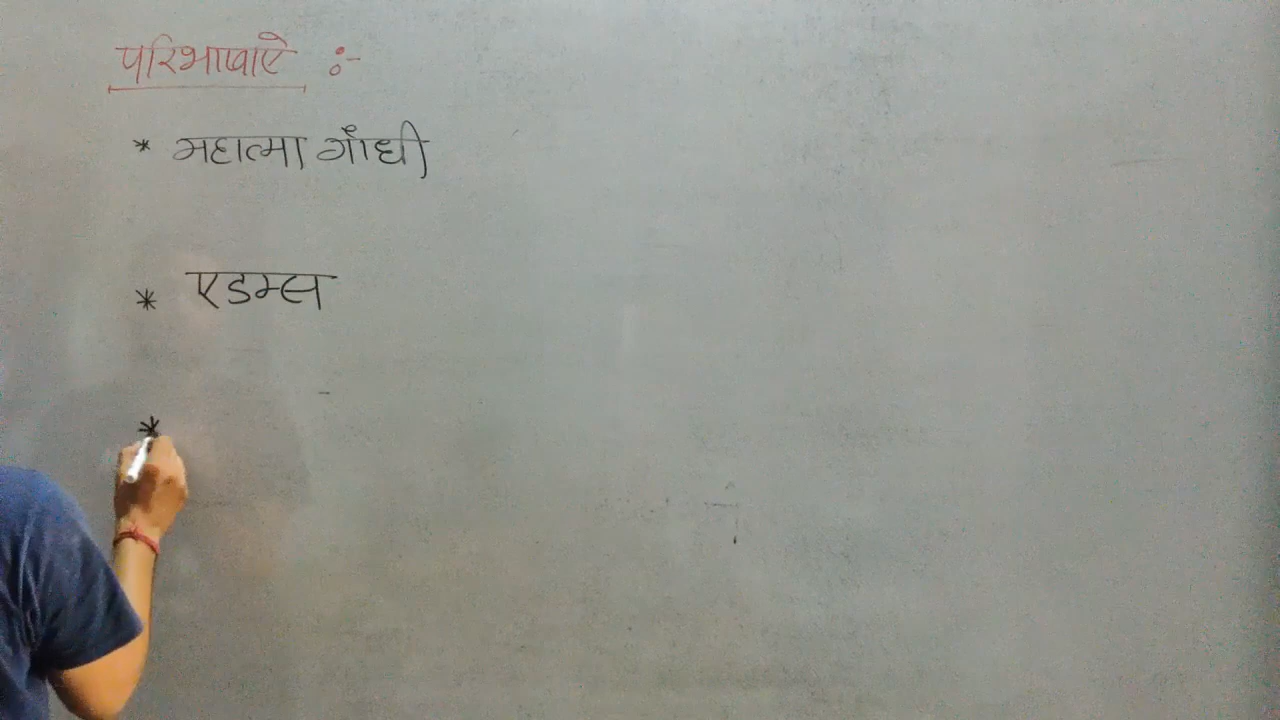 परिभाषाऐ :-
* महात्मा गाँधी
* एडम्स
*